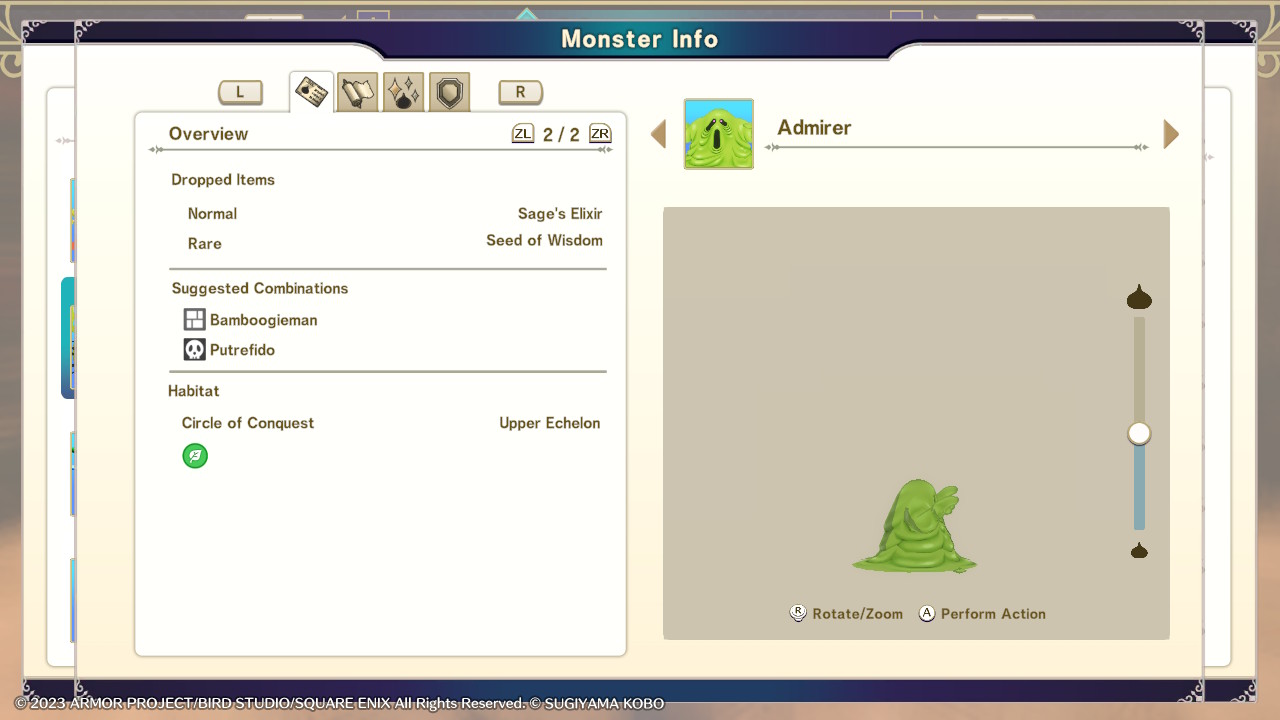 Monster Info
L
R
Overview
ZL 2 / 2 ZR
Admirer
Dropped Items
Normal Sage's Elixir
Rare Seed of Wisdom
Suggested Combinations
Bamboogieman
Putrefido
Habitat
Circle of Conquest Upper Echelon
R Rotate/Zoom A Perform Action
© 2023 ARMOR PROJECT/BIRD STUDIO/SQUARE ENIX All Rights Reserved. © SUGIYAMA KOBO